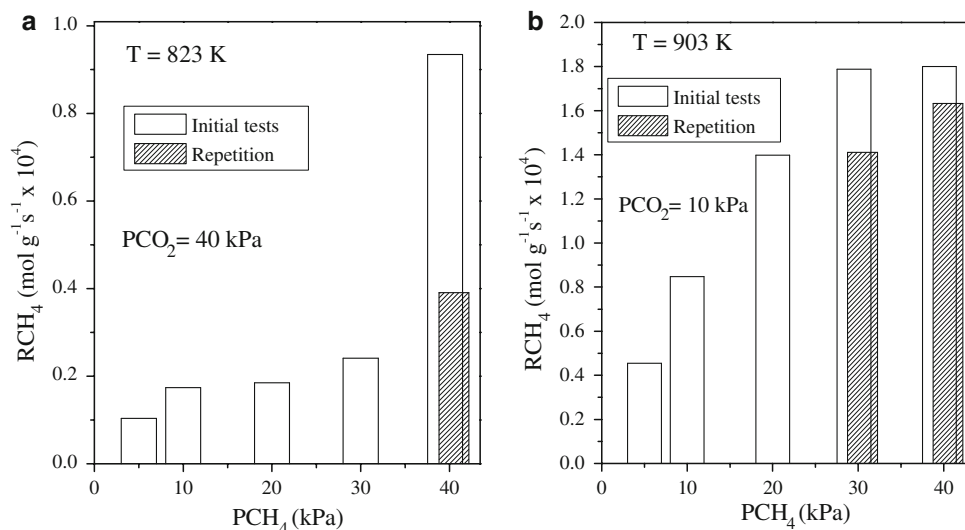 a
T = 823 K
Initial tests
Repetition
PCO₂= 40 kPa
RCH₄ (mol g⁻¹s⁻¹ x 10⁴)
1.0
0.8
0.6
0.4
0.2
0.0
0 10 20 30 40
PCH₄ (kPa)
b
T = 903 K
Initial tests
Repetition
PCO₂= 10 kPa
RCH₄ (mol g⁻¹s⁻¹ x 10⁴)
2.0
1.8
1.6
1.4
1.2
1.0
0.8
0.6
0.4
0.2
0.0
0 10 20 30 40
PCH₄ (kPa)